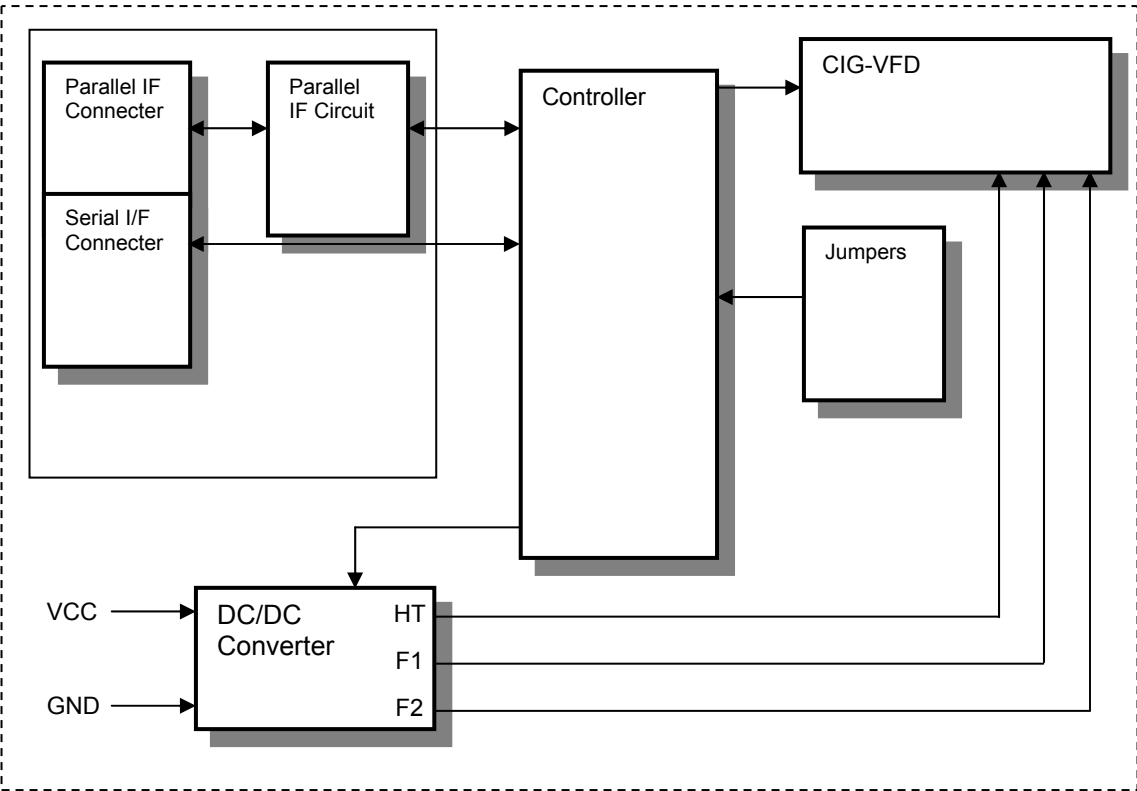 Parallel IF
Connecter
Parallel
IF Circuit
Controller
CIG-VFD
Serial I/F
Connecter
Jumpers
VCC
GND
DC/DC
Converter
HT
F1
F2